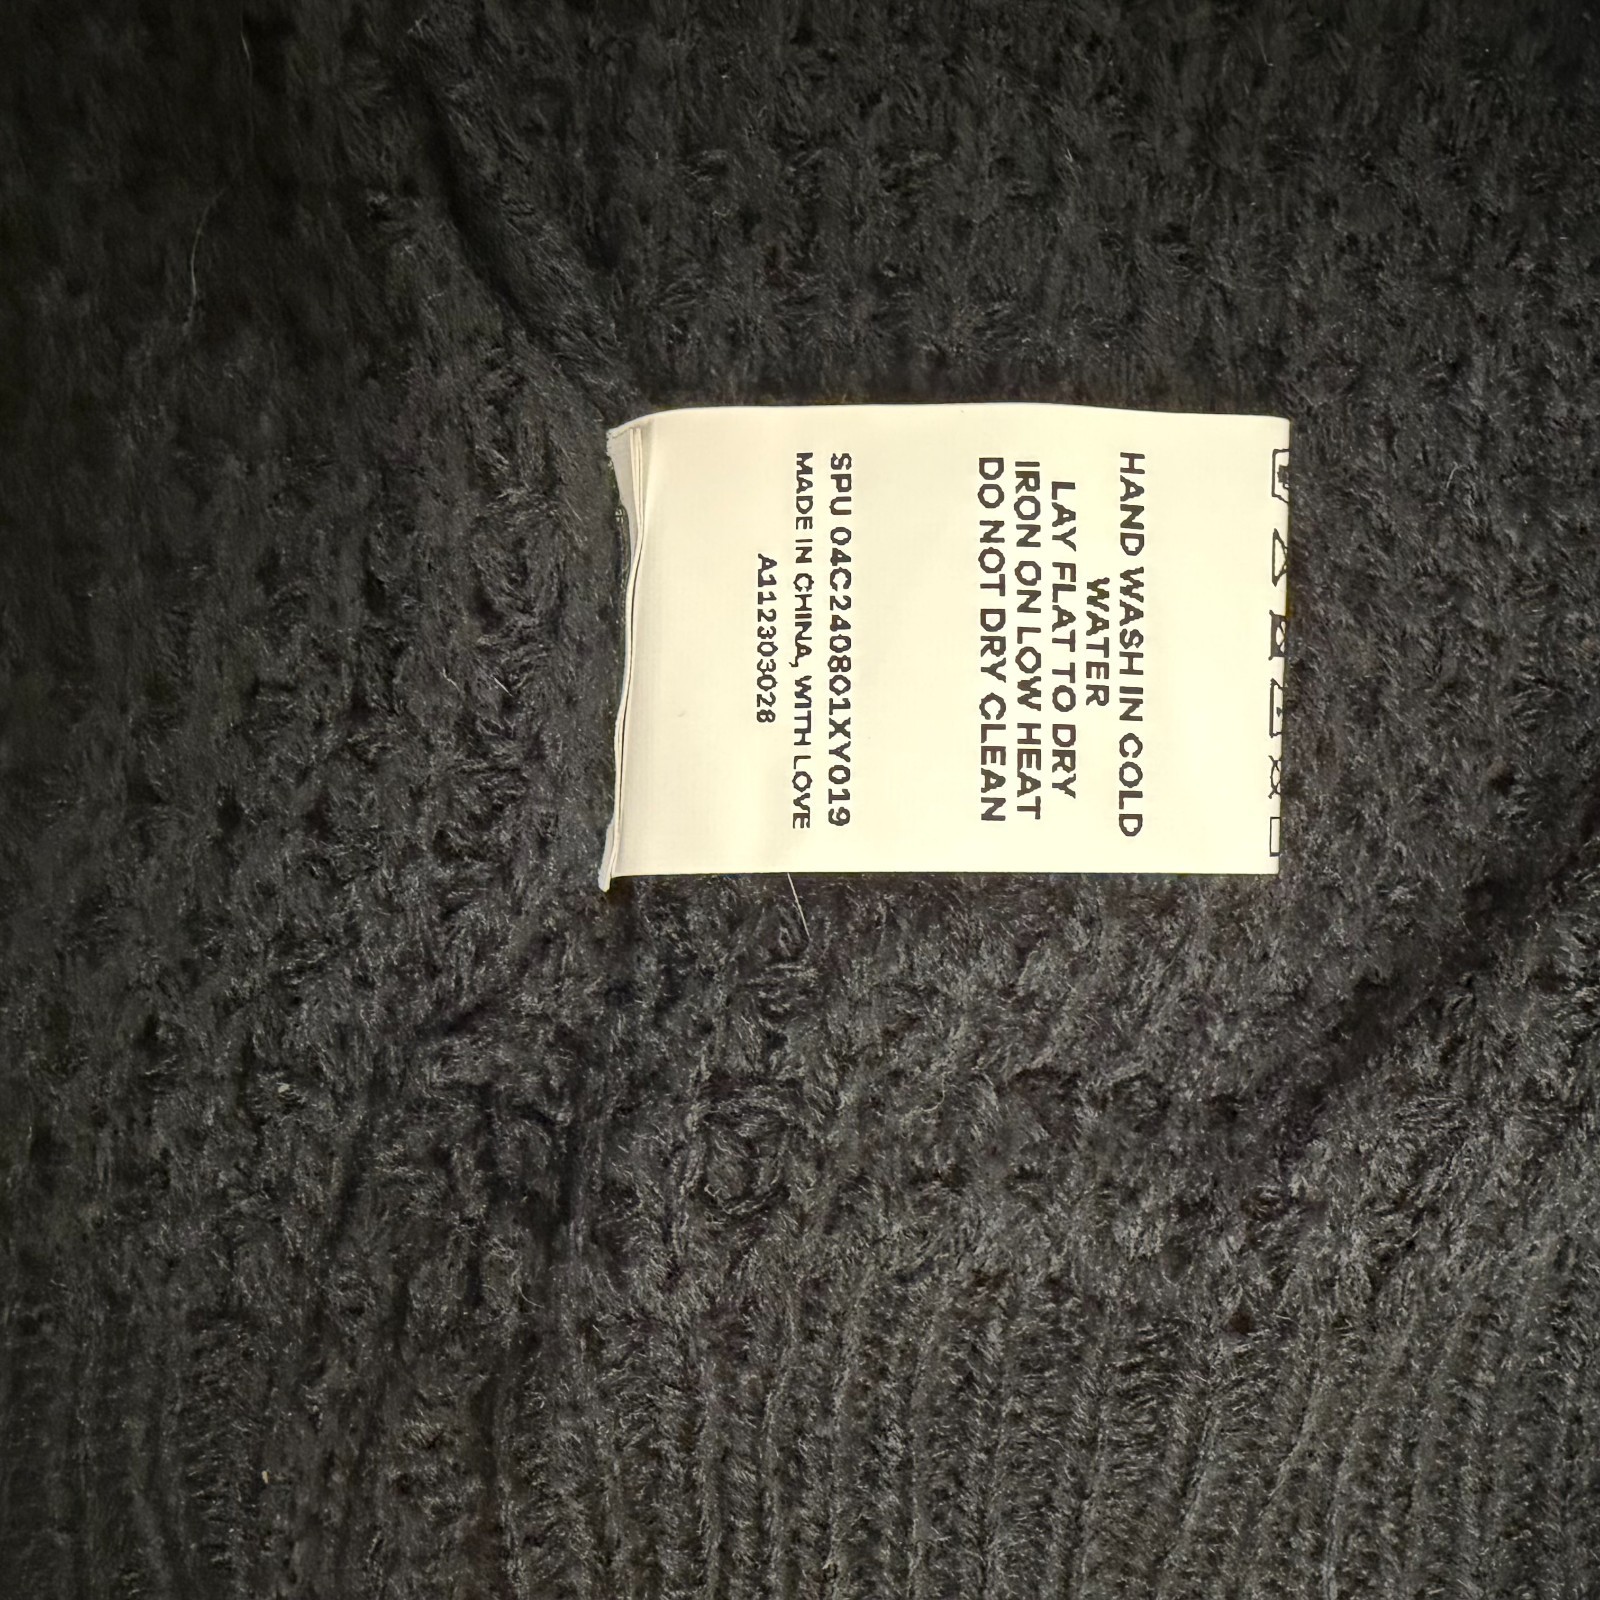 HAND WASH IN COLD
WATER
LAY FLAT TO DRY
IRON ON LOW HEAT
DO NOT DRY CLEAN
SPU 04C240801XY019
MADE IN CHINA, WITH LOVE
A112303028